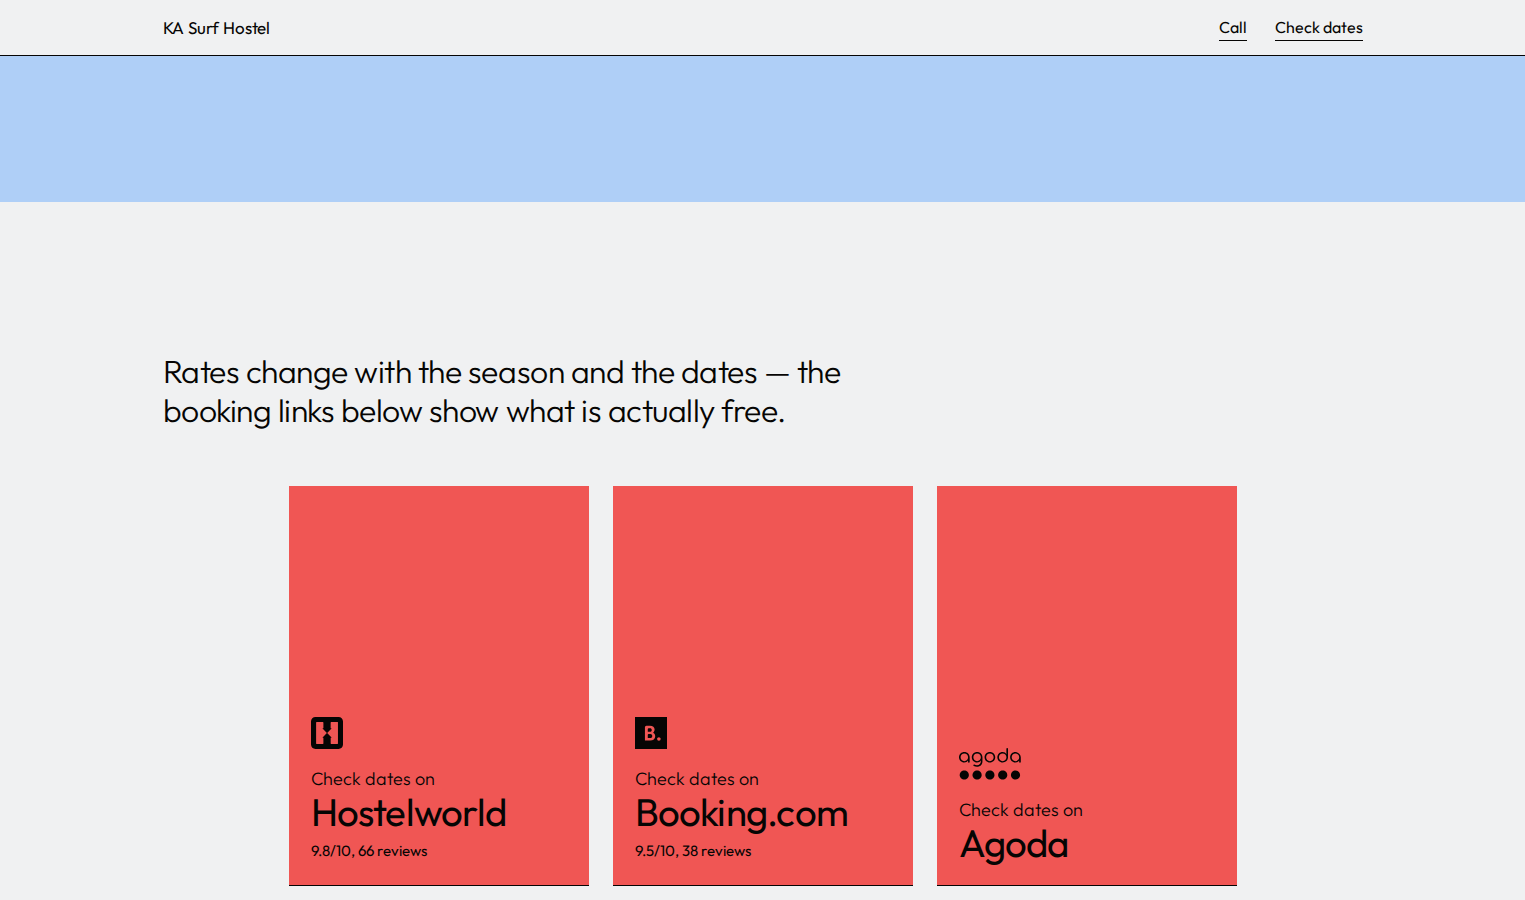 KA Surf Hostel
Call
Check dates
Rates change with the season and the dates — the
booking links below show what is actually free.
H
Check dates on
Hostelworld
9.8/10, 66 reviews
B.
Check dates on
Booking.com
9.5/10, 38 reviews
agoda
Check dates on
Agoda